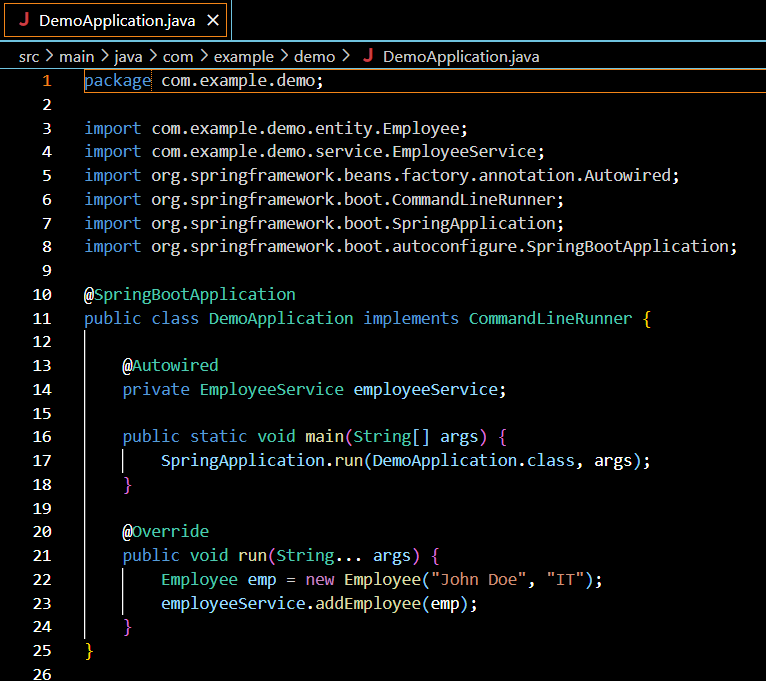 J DemoApplication.java ×
src > main > java > com > example > demo > J DemoApplication.java
1 package com.example.demo;
2
3 import com.example.demo.entity.Employee;
4 import com.example.demo.service.EmployeeService;
5 import org.springframework.beans.factory.annotation.Autowired;
6 import org.springframework.boot.CommandLineRunner;
7 import org.springframework.boot.SpringApplication;
8 import org.springframework.boot.autoconfigure.SpringBootApplication;
9
10 @SpringBootApplication
11 public class DemoApplication implements CommandLineRunner {
12
13     @Autowired
14     private EmployeeService employeeService;
15
16     public static void main(String[] args) {
17         SpringApplication.run(DemoApplication.class, args);
18     }
19
20     @Override
21     public void run(String... args) {
22         Employee emp = new Employee("John Doe", "IT");
23         employeeService.addEmployee(emp);
24     }
25 }
26